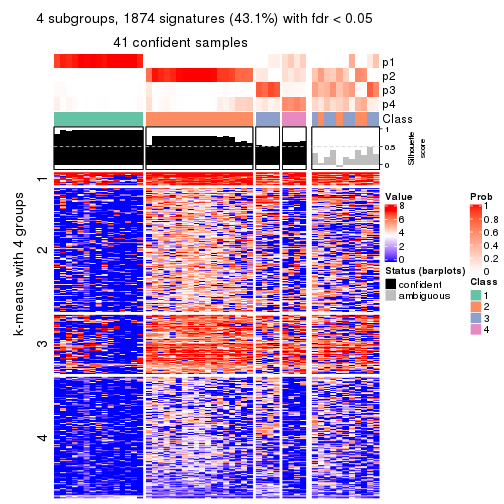 4 subgroups, 1874 signatures (43.1%) with fdr < 0.05
41 confident samples
p1
p2
p3
p4
Class
1
0.5
0
Silhouette
score
k-means with 4 groups
1
2
3
4
Value
8
6
4
2
0
Status (barplots)
confident
ambiguous
Prob
1
0.8
0.6
0.4
0.2
0
Class
1
2
3
4